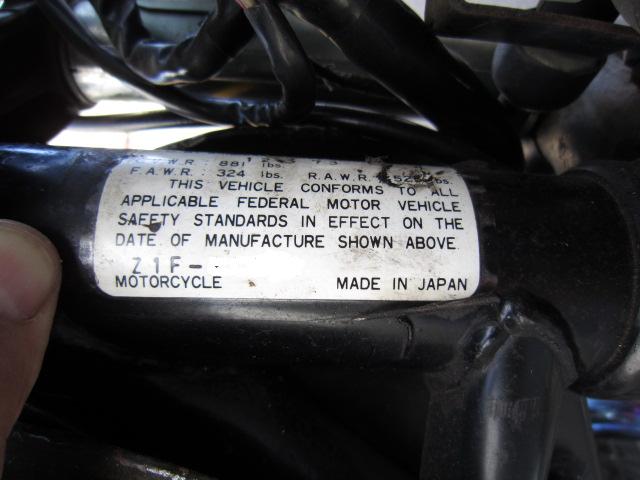 W.R.: 881 lbs.
F.A.W.R.: 324 lbs. R.A.W.R. lbs.
THIS VEHICLE CONFORMS TO ALL
APPLICABLE FEDERAL MOTOR VEHICLE
SAFETY STANDARDS IN EFFECT ON THE
DATE OF MANUFACTURE SHOWN ABOVE
Z1F-
MOTORCYCLE MADE IN JAPAN